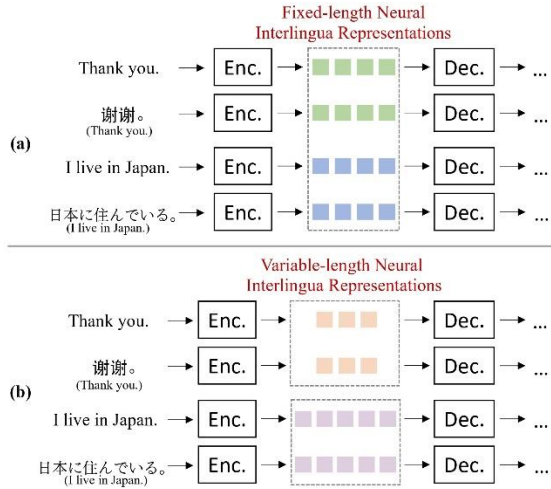 Fixed-length Neural
Interlingua Representations
Thank you. Enc. Dec. ...
谢谢。 Enc. Dec. ...
(Thank you.)
(a)
I live in Japan. Enc. Dec. ...
日本に住んでいる。 Enc. Dec. ...
(I live in Japan.)
Variable-length Neural
Interlingua Representations
Thank you. Enc. Dec. ...
谢谢。 Enc. Dec. ...
(Thank you.)
(b)
I live in Japan. Enc. Dec. ...
日本に住んでいる。 Enc. Dec. ...
(I live in Japan.)